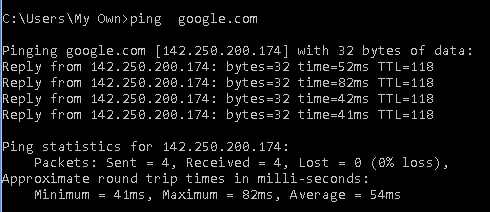 C:\Users\My Own>ping  google.com
Pinging google.com [142.250.200.174] with 32 bytes of data:
Reply from 142.250.200.174: bytes=32 time=52ms TTL=118
Reply from 142.250.200.174: bytes=32 time=82ms TTL=118
Reply from 142.250.200.174: bytes=32 time=42ms TTL=118
Reply from 142.250.200.174: bytes=32 time=41ms TTL=118
Ping statistics for 142.250.200.174:
    Packets: Sent = 4, Received = 4, Lost = 0 (0% loss),
Approximate round trip times in milli-seconds:
    Minimum = 41ms, Maximum = 82ms, Average = 54ms